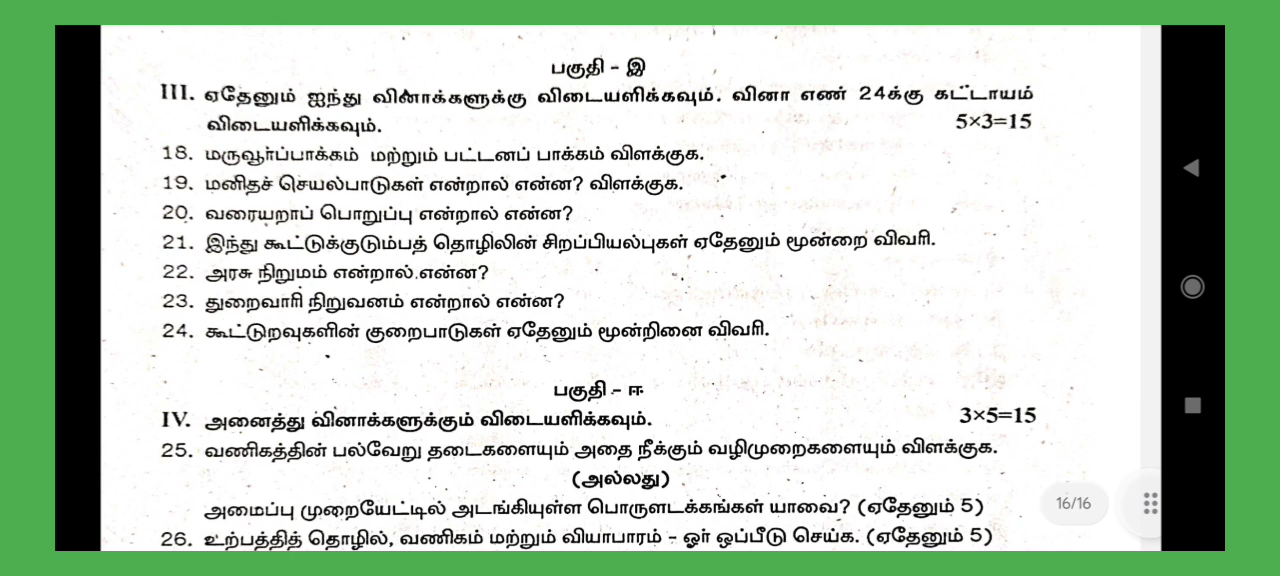 பகுதி - இ
III. ஏதேனும் ஐந்து வினாக்களுக்கு விடையளிக்கவும். வினா எண் 24க்கு கட்டாயம்
விடையளிக்கவும். 5×3=15
18. மருவூர்ப்பாக்கம் மற்றும் பட்டனப் பாக்கம் விளக்குக.
19. மனிதச் செயல்பாடுகள் என்றால் என்ன? விளக்குக.
20. வரையறாப் பொறுப்பு என்றால் என்ன?
21. இந்து கூட்டுக்குடும்பத் தொழிலின் சிறப்பியல்புகள் ஏதேனும் மூன்றை விவரி.
22. அரசு நிறுமம் என்றால் என்ன?
23. துறைவாரி நிறுவனம் என்றால் என்ன?
24. கூட்டுறவுகளின் குறைபாடுகள் ஏதேனும் மூன்றினை விவரி.
பகுதி - ஈ
IV. அனைத்து வினாக்களுக்கும் விடையளிக்கவும். 3×5=15
25. வணிகத்தின் பல்வேறு தடைகளையும் அதை நீக்கும் வழிமுறைகளையும் விளக்குக.
(அல்லது)
அமைப்பு முறையேட்டில் அடங்கியுள்ள பொருளடக்கங்கள் யாவை? (ஏதேனும் 5)
16/16
26. உற்பத்தித் தொழில், வணிகம் மற்றும் வியாபாரம் - ஓர் ஒப்பீடு செய்க. (ஏதேனும் 5)